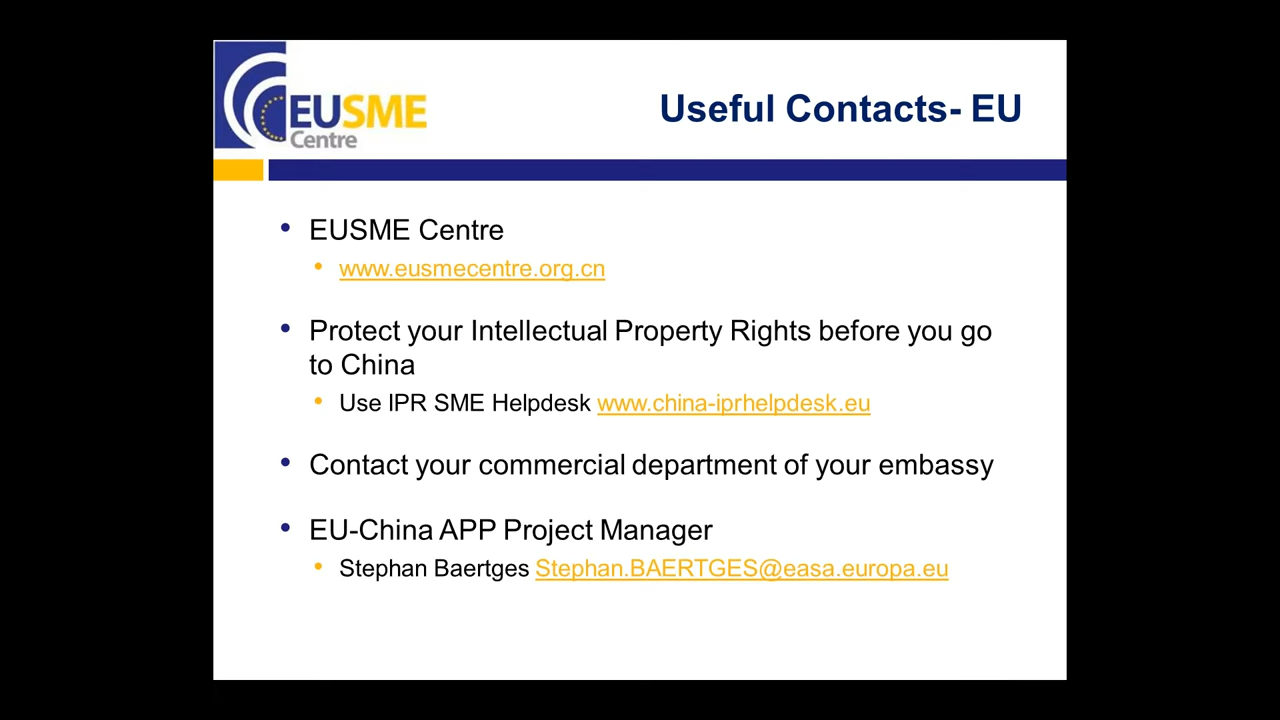 EUSME
Centre
Useful Contacts- EU
• EUSME Centre
• www.eusmecentre.org.cn
• Protect your Intellectual Property Rights before you go
to China
• Use IPR SME Helpdesk www.china-iprhelpdesk.eu
• Contact your commercial department of your embassy
• EU-China APP Project Manager
• Stephan Baertges Stephan.BAERTGES@easa.europa.eu